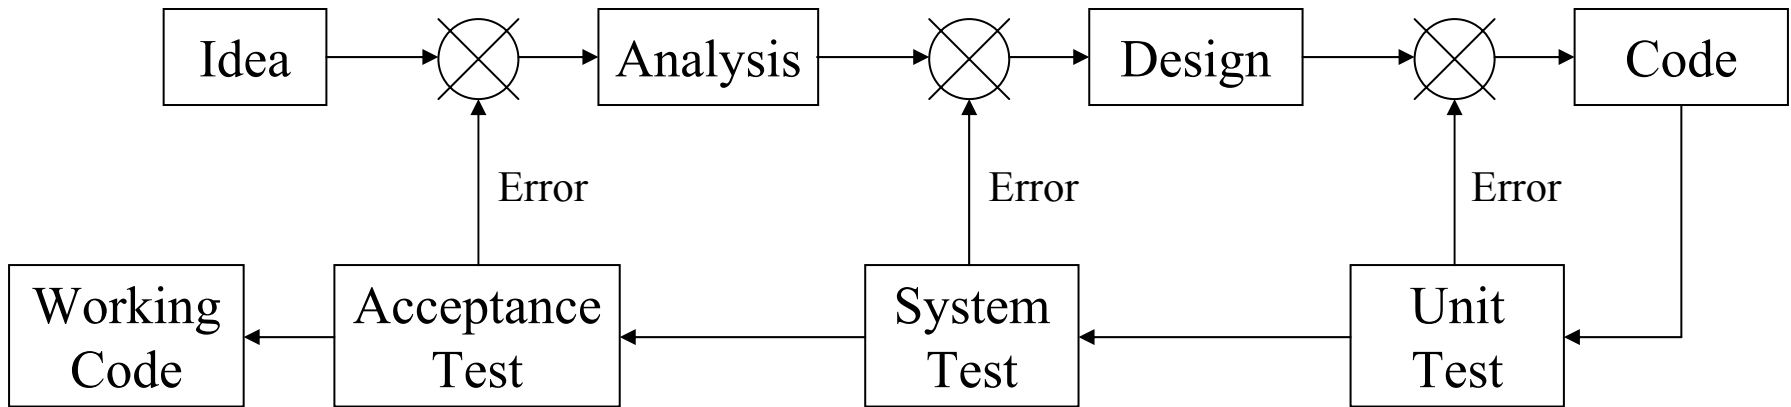 Idea
Analysis
Design
Code
Error
Error
Error
Working
Code
Acceptance
Test
System
Test
Unit
Test